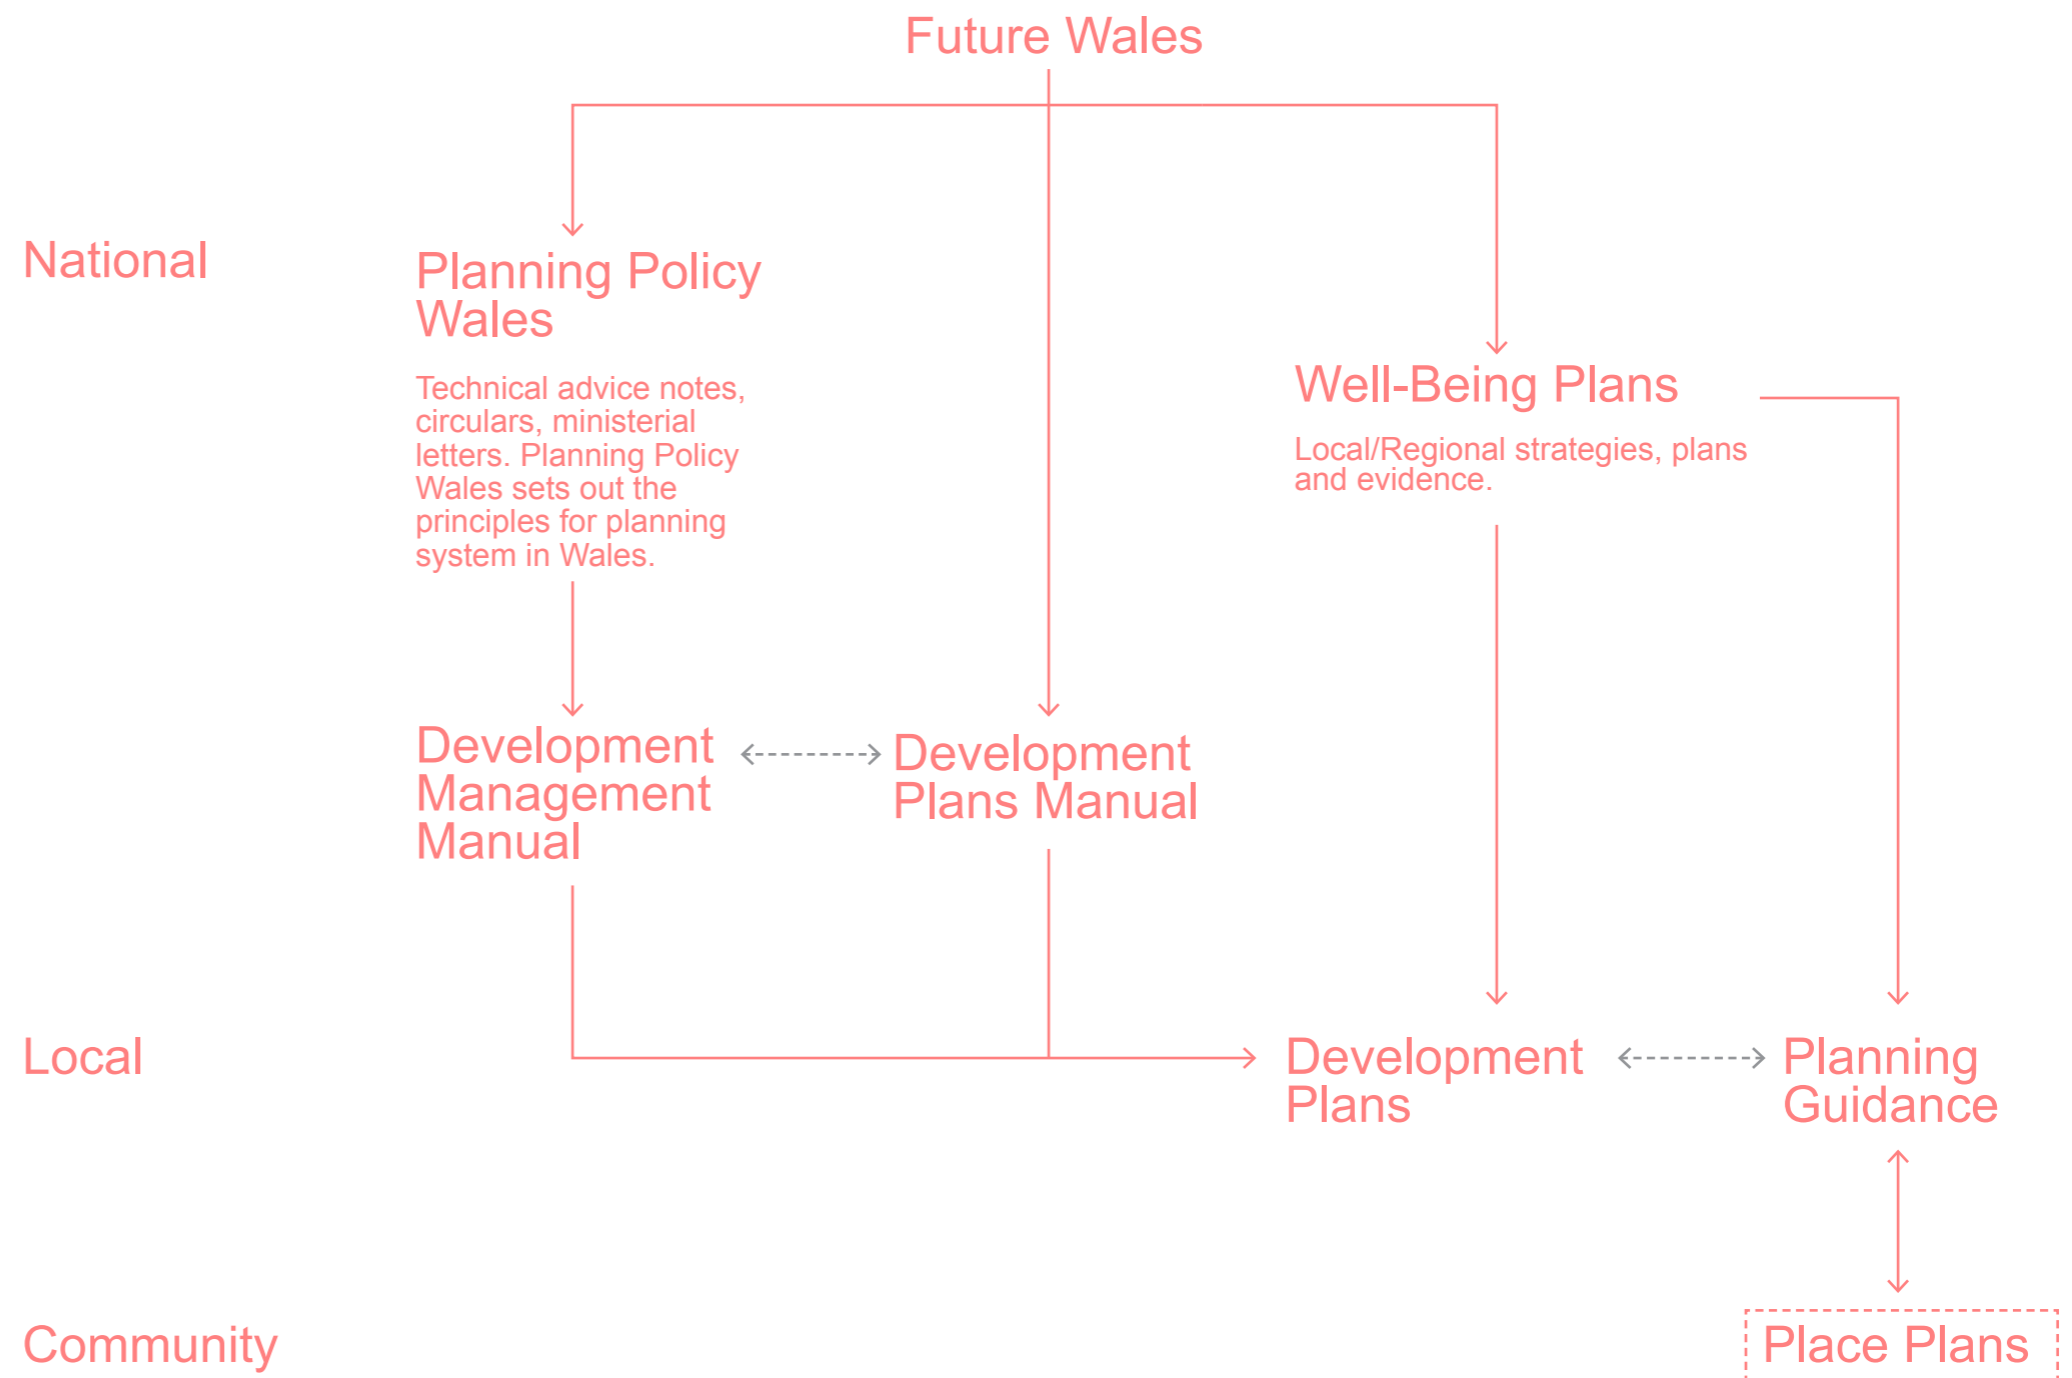 Future Wales
National
Planning Policy
Wales
Technical advice notes,
circulars, ministerial
letters. Planning Policy
Wales sets out the
principles for planning
system in Wales.
Well-Being Plans
Local/Regional strategies, plans
and evidence.
Development
Management
Manual
Development
Plans Manual
Local
Development
Plans
Planning
Guidance
Community
Place Plans